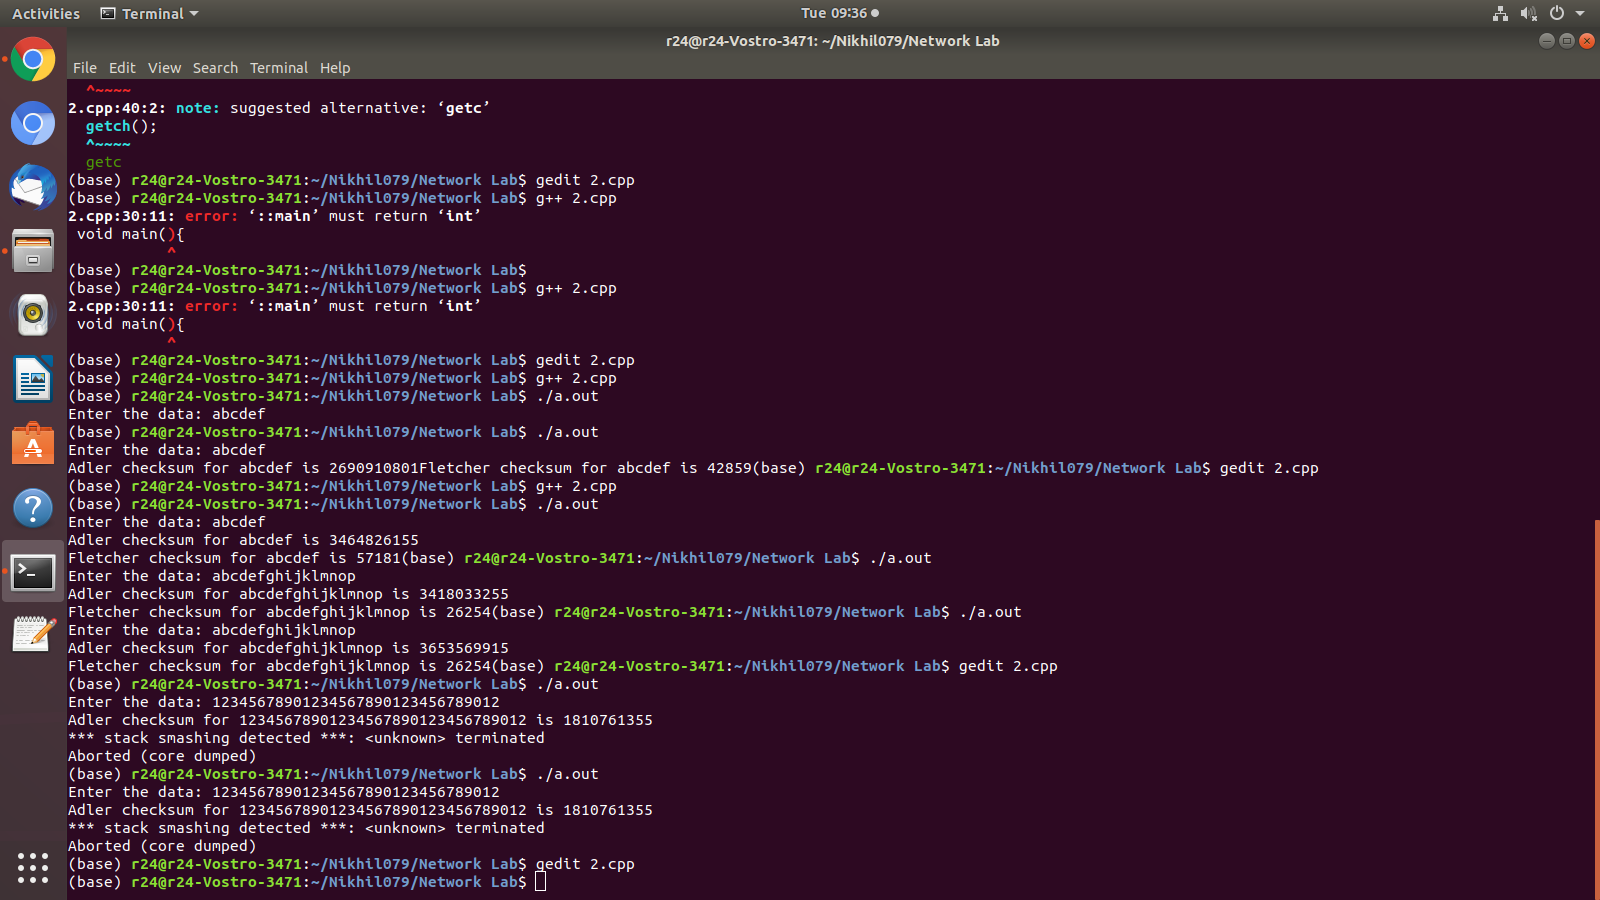 Activities Terminal Tue 09:36
r24@r24-Vostro-3471: ~/Nikhil079/Network Lab
File Edit View Search Terminal Help
^~~~~
2.cpp:40:2: note: suggested alternative: ‘getc’
getch();
^~~~~
getc
(base) r24@r24-Vostro-3471:~/Nikhil079/Network Lab$ gedit 2.cpp
(base) r24@r24-Vostro-3471:~/Nikhil079/Network Lab$ g++ 2.cpp
2.cpp:30:11: error: ‘::main’ must return ‘int’
void main(){
^
(base) r24@r24-Vostro-3471:~/Nikhil079/Network Lab$
(base) r24@r24-Vostro-3471:~/Nikhil079/Network Lab$ g++ 2.cpp
2.cpp:30:11: error: ‘::main’ must return ‘int’
void main(){
^
(base) r24@r24-Vostro-3471:~/Nikhil079/Network Lab$ gedit 2.cpp
(base) r24@r24-Vostro-3471:~/Nikhil079/Network Lab$ g++ 2.cpp
(base) r24@r24-Vostro-3471:~/Nikhil079/Network Lab$ ./a.out
Enter the data: abcdef
(base) r24@r24-Vostro-3471:~/Nikhil079/Network Lab$ ./a.out
Enter the data: abcdef
Adler checksum for abcdef is 2690910801Fletcher checksum for abcdef is 42859(base) r24@r24-Vostro-3471:~/Nikhil079/Network Lab$ gedit 2.cpp
(base) r24@r24-Vostro-3471:~/Nikhil079/Network Lab$ g++ 2.cpp
(base) r24@r24-Vostro-3471:~/Nikhil079/Network Lab$ ./a.out
Enter the data: abcdef
Adler checksum for abcdef is 3464826155
Fletcher checksum for abcdef is 57181(base) r24@r24-Vostro-3471:~/Nikhil079/Network Lab$ ./a.out
Enter the data: abcdefghijklmnop
Adler checksum for abcdefghijklmnop is 3418033255
Fletcher checksum for abcdefghijklmnop is 26254(base) r24@r24-Vostro-3471:~/Nikhil079/Network Lab$ ./a.out
Enter the data: abcdefghijklmnop
Adler checksum for abcdefghijklmnop is 3653569915
Fletcher checksum for abcdefghijklmnop is 26254(base) r24@r24-Vostro-3471:~/Nikhil079/Network Lab$ gedit 2.cpp
(base) r24@r24-Vostro-3471:~/Nikhil079/Network Lab$ ./a.out
Enter the data: 12345678901234567890123456789012
Adler checksum for 12345678901234567890123456789012 is 1810761355
*** stack smashing detected ***: <unknown> terminated
Aborted (core dumped)
(base) r24@r24-Vostro-3471:~/Nikhil079/Network Lab$ ./a.out
Enter the data: 12345678901234567890123456789012
Adler checksum for 12345678901234567890123456789012 is 1810761355
*** stack smashing detected ***: <unknown> terminated
Aborted (core dumped)
(base) r24@r24-Vostro-3471:~/Nikhil079/Network Lab$ gedit 2.cpp
(base) r24@r24-Vostro-3471:~/Nikhil079/Network Lab$